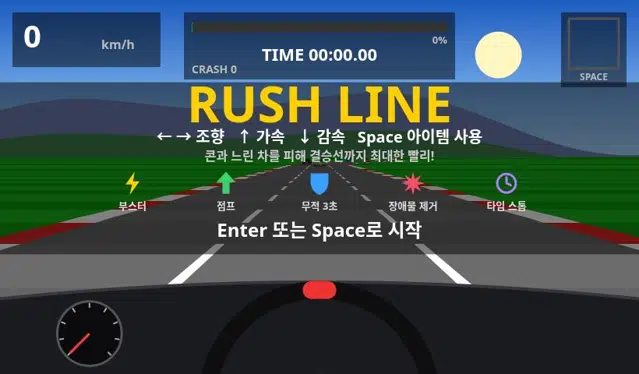 0 km/h
0%
TIME 00:00.00
CRASH 0
SPACE
RUSH LINE
← → 조향 ↑ 가속 ↓ 감속 Space 아이템 사용
콘과 느린 차를 피해 결승선까지 최대한 빨리!
부스터 점프 무적 3초 장애물 제거 타임 스톱
Enter 또는 Space로 시작